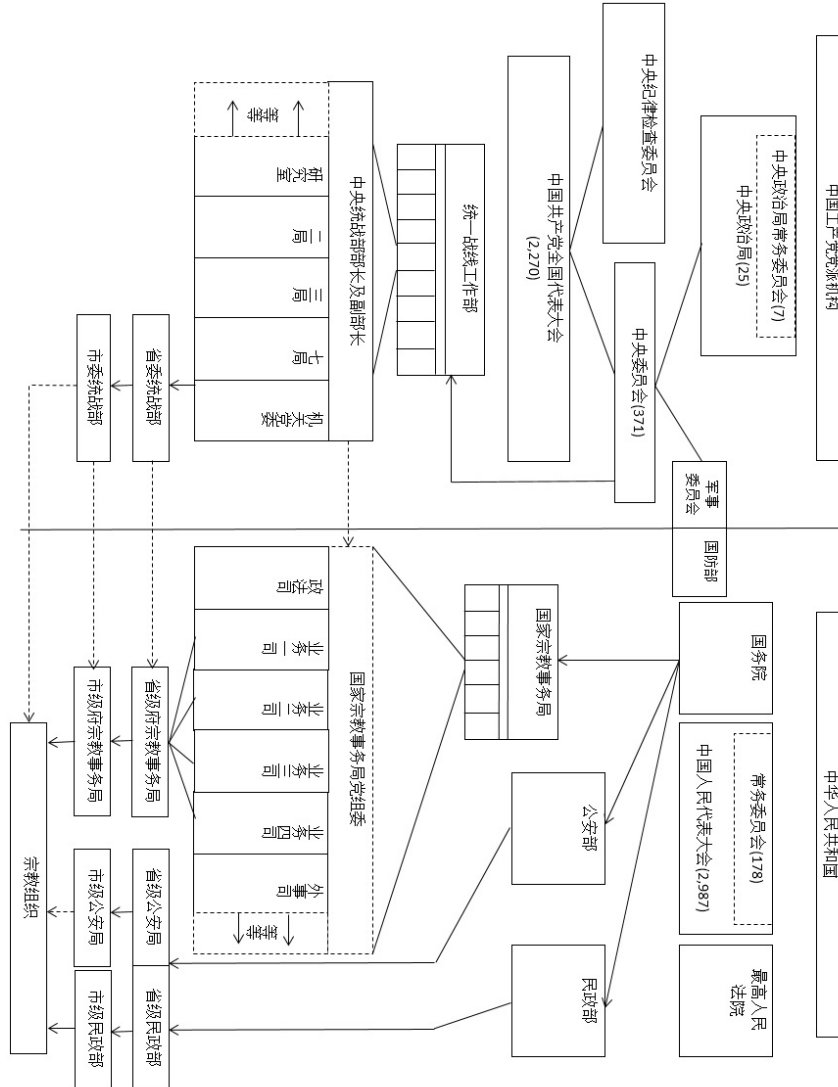 中国工产党党派机构
中华人民共和国
中央政治局常务委员会(7)
中央政治局(25)
中央纪律检查委员会
中央委员会(371)
中国共产党全国代表大会
(2,270)
军事
委员会
国防部
国务院
常务委员会(178)
中国人民代表大会(2,987)
最高人民
法院
统一战线工作部
国家宗教事务局
公安部
民政部
中央统战部部长及副部长
国家宗教事务局党组委
等等
研究室
二局
三局
七局
机关党委
政法司
业务一司
业务二司
业务三司
业务四司
外事司
等等
省委统战部
省级府宗教事务局
省级公安局
省级民政部
市委统战部
市级府宗教事务局
市级公安局
市级民政部
宗教组织